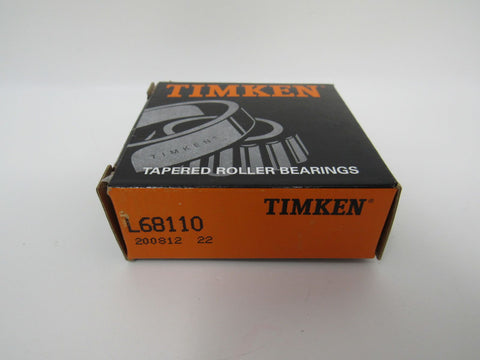 TIMKEN
TIMKEN®
TAPERED ROLLER BEARINGS
TIMKEN®
L68110
200812 22